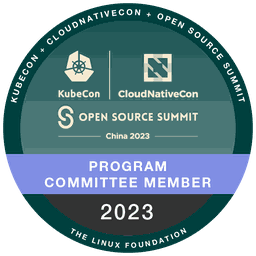 KUBECON + CLOUDNATIVECON + OPEN SOURCE SUMMIT
KubeCon
CloudNativeCon
OPEN SOURCE SUMMIT
China 2023
PROGRAM
COMMITTEE MEMBER
2023
THE LINUX FOUNDATION